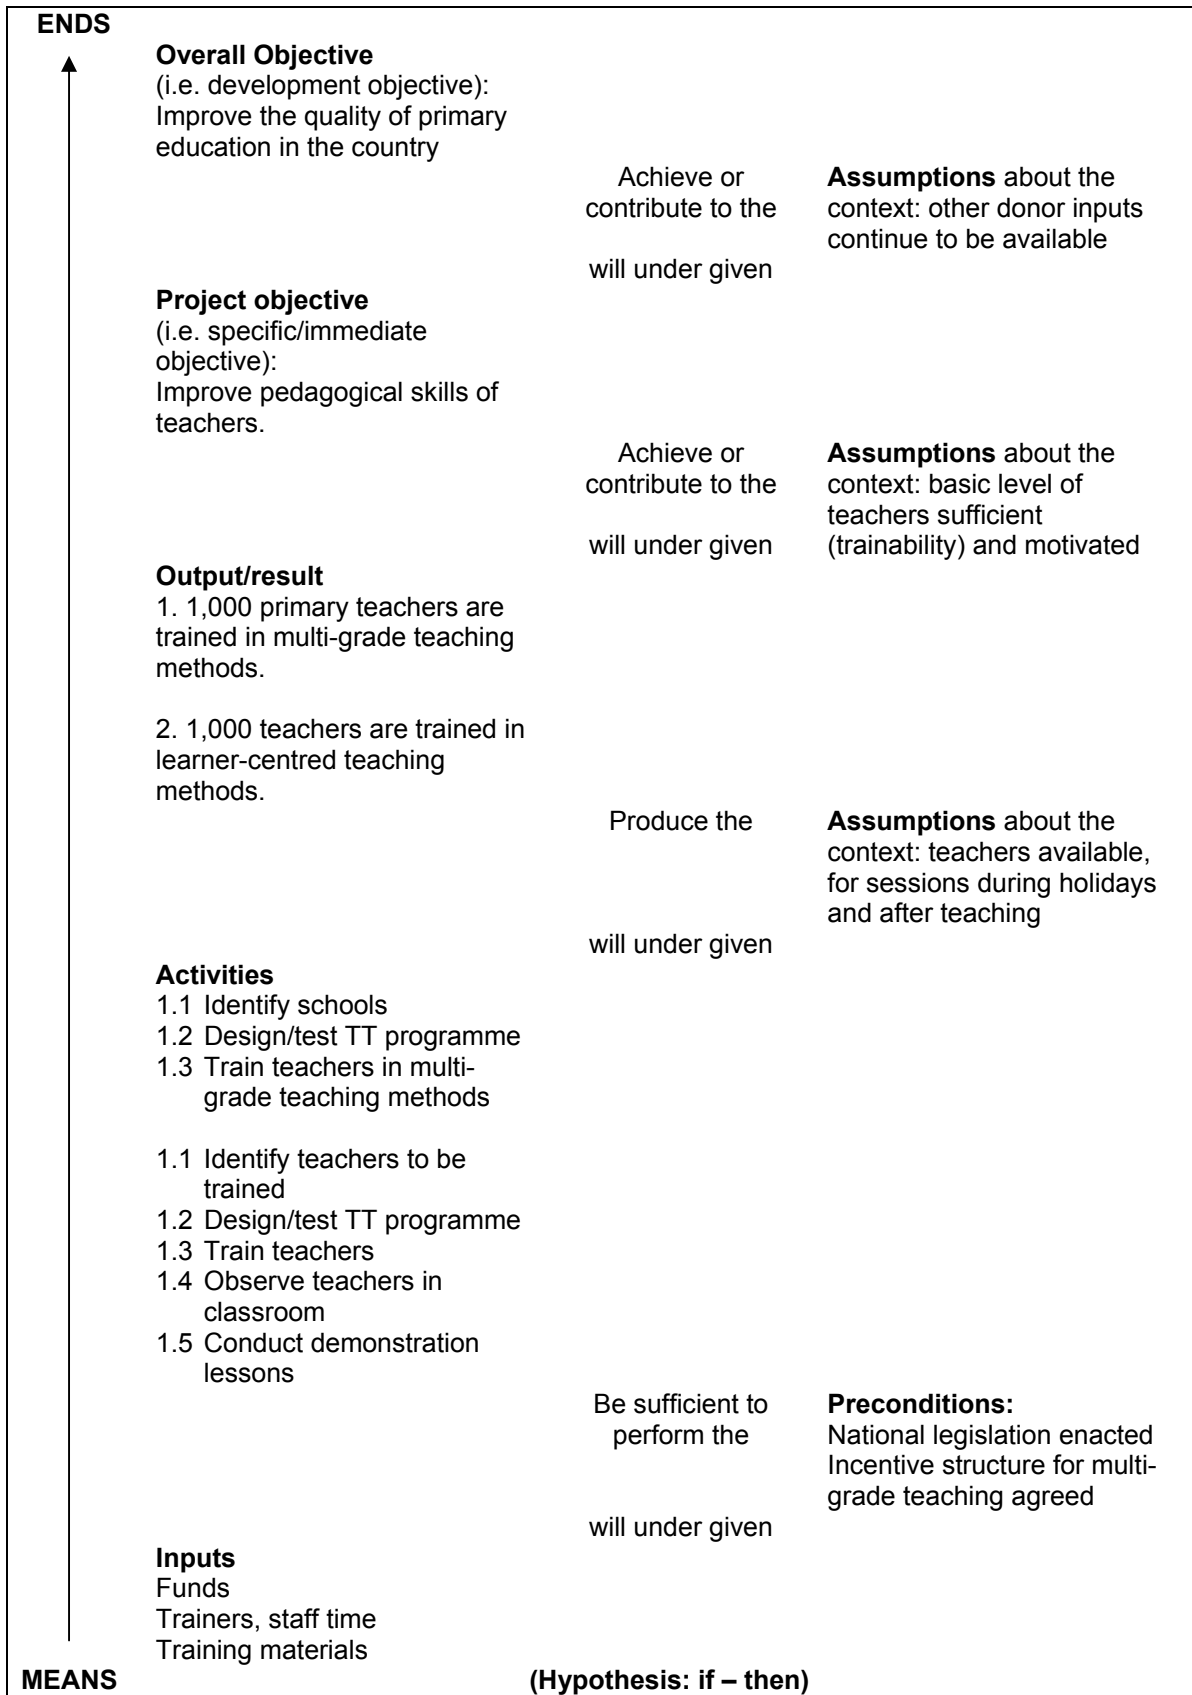 ENDS
Overall Objective
(i.e. development objective):
Improve the quality of primary
education in the country
Achieve or
contribute to the
will under given
Assumptions about the
context: other donor inputs
continue to be available
Project objective
(i.e. specific/immediate
objective):
Improve pedagogical skills of
teachers.
Achieve or
contribute to the
will under given
Assumptions about the
context: basic level of
teachers sufficient
(trainability) and motivated
Output/result
1. 1,000 primary teachers are
trained in multi-grade teaching
methods.
2. 1,000 teachers are trained in
learner-centred teaching
methods.
Produce the
will under given
Assumptions about the
context: teachers available,
for sessions during holidays
and after teaching
Activities
1.1 Identify schools
1.2 Design/test TT programme
1.3 Train teachers in multi-
grade teaching methods
1.1 Identify teachers to be
trained
1.2 Design/test TT programme
1.3 Train teachers
1.4 Observe teachers in
classroom
1.5 Conduct demonstration
lessons
Be sufficient to
perform the
will under given
Preconditions:
National legislation enacted
Incentive structure for multi-
grade teaching agreed
Inputs
Funds
Trainers, staff time
Training materials
MEANS
(Hypothesis: if – then)